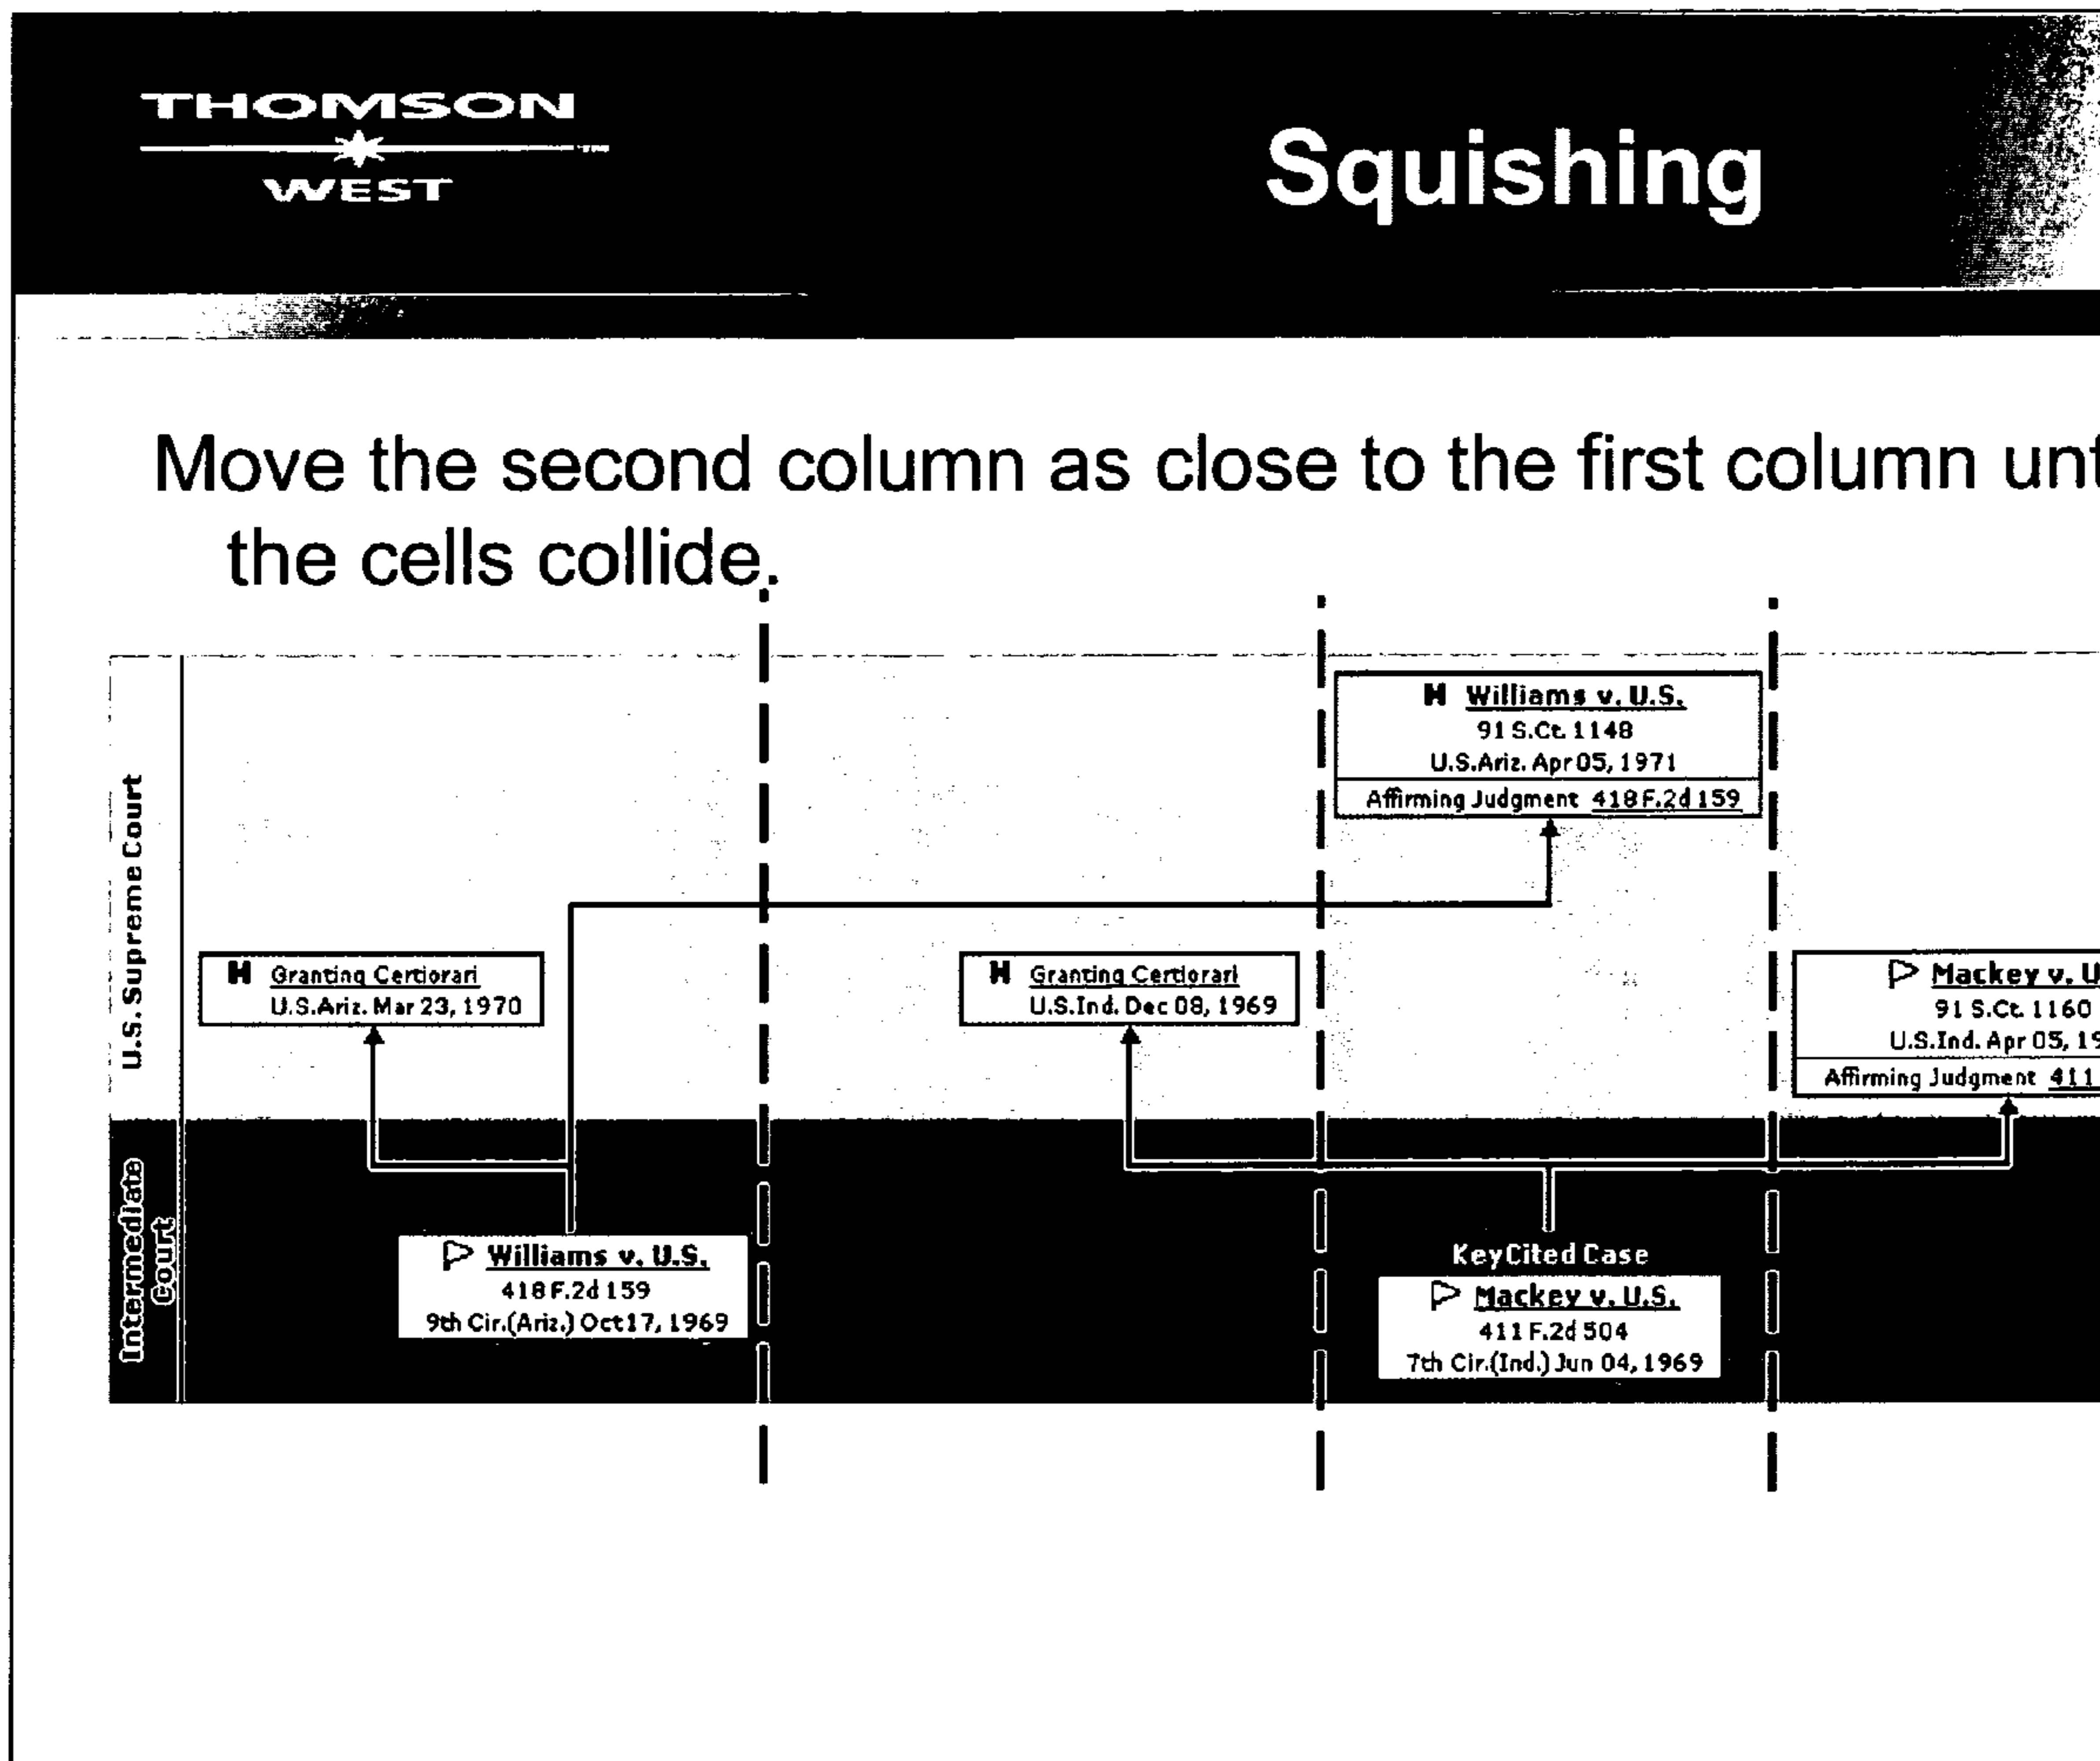 THOMSON
WEST
Squishing
Move the second column as close to the first column unt
the cells collide.
U.S. Supreme Court
H Williams v. U.S.
91 S.Ct. 1148
U.S.Ariz. Apr 05, 1971
Affirming Judgment 418 F.2d 159
H Granting Certiorari
U.S.Ariz. Mar 23, 1970
H Granting Certiorari
U.S.Ind. Dec 08, 1969
Mackey v. U
91 S.Ct. 1160
U.S.Ind. Apr 05, 19
Affirming Judgment 411
Intermediate
Court
Williams v. U.S.
418 F.2d 159
9th Cir.(Ariz.) Oct 17, 1969
KeyCited Case
Mackey v. U.S.
411 F.2d 504
7th Cir.(Ind.) Jun 04, 1969